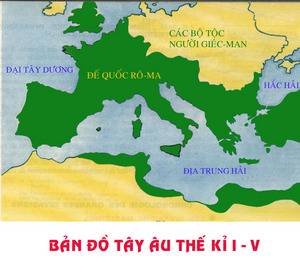 CÁC BỘ TỘC
NGƯỜI GIÉC-MAN
ĐẠI TÂY DƯƠNG
ĐẾ QUỐC RÔ-MA
HẮC HẢI
ĐỊA TRUNG HẢI
BẢN ĐỒ TÂY ÂU THẾ KỈ I - V